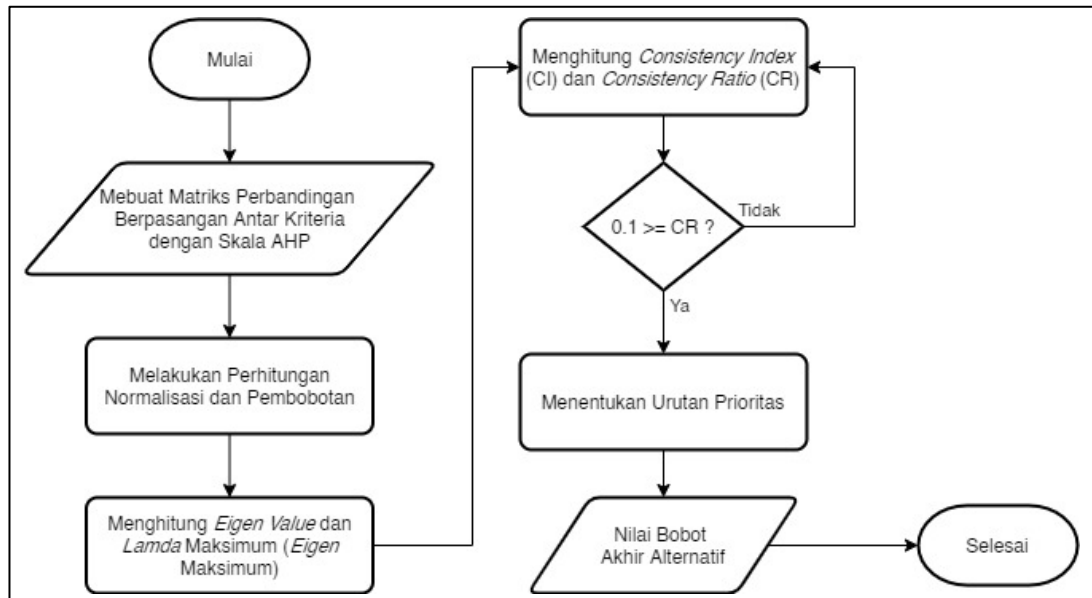 Mulai
Mebuat Matriks Perbandingan
Berpasangan Antar Kriteria
dengan Skala AHP
Melakukan Perhitungan
Normalisasi dan Pembobotan
Menghitung Eigen Value dan
Lamda Maksimum (Eigen
Maksimum)
Menghitung Consistency Index
(CI) dan Consistency Ratio (CR)
0.1 >= CR ?
Tidak
Ya
Menentukan Urutan Prioritas
Nilai Bobot
Akhir Alternatif
Selesai